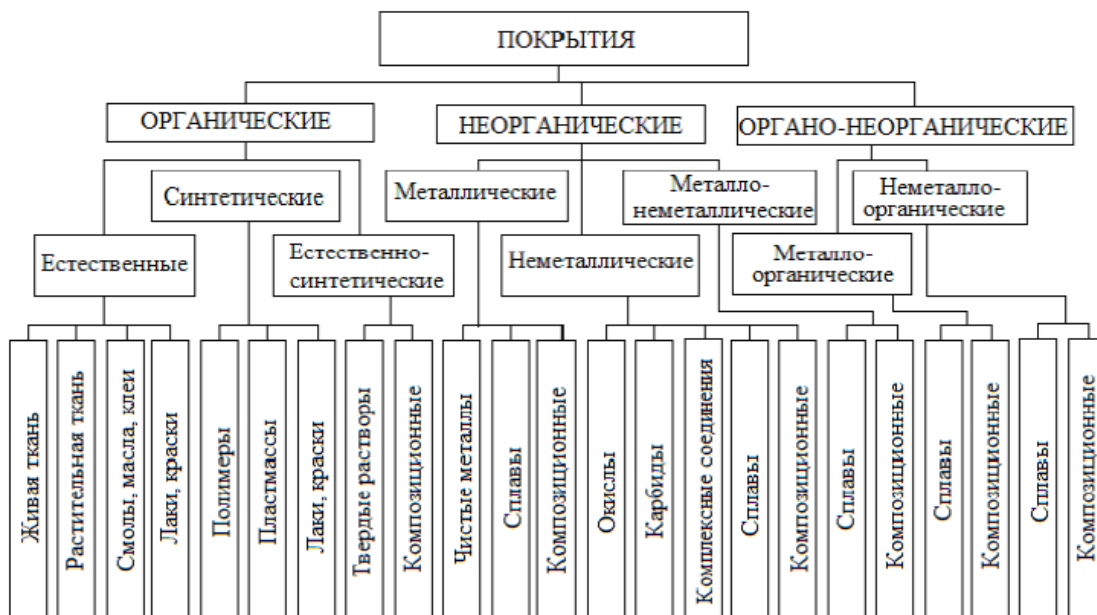 ПОКРЫТИЯ
ОРГАНИЧЕСКИЕ
НЕОРГАНИЧЕСКИЕ
ОРГАНО-НЕОРГАНИЧЕСКИЕ
Синтетические
Металлические
Металло-
неметаллические
Неметалло-
органические
Естественные
Естественно-
синтетические
Неметаллические
Металло-
органические
Живая ткань
Растительная ткань
Смолы, масла, клеи
Лаки, краски
Полимеры
Пластмассы
Лаки, краски
Твердые растворы
Композиционные
Чистые металлы
Сплавы
Композиционные
Окислы
Карбиды
Комплексные соединения
Сплавы
Композиционные
Сплавы
Композиционные
Сплавы
Композиционные
Сплавы
Композиционные